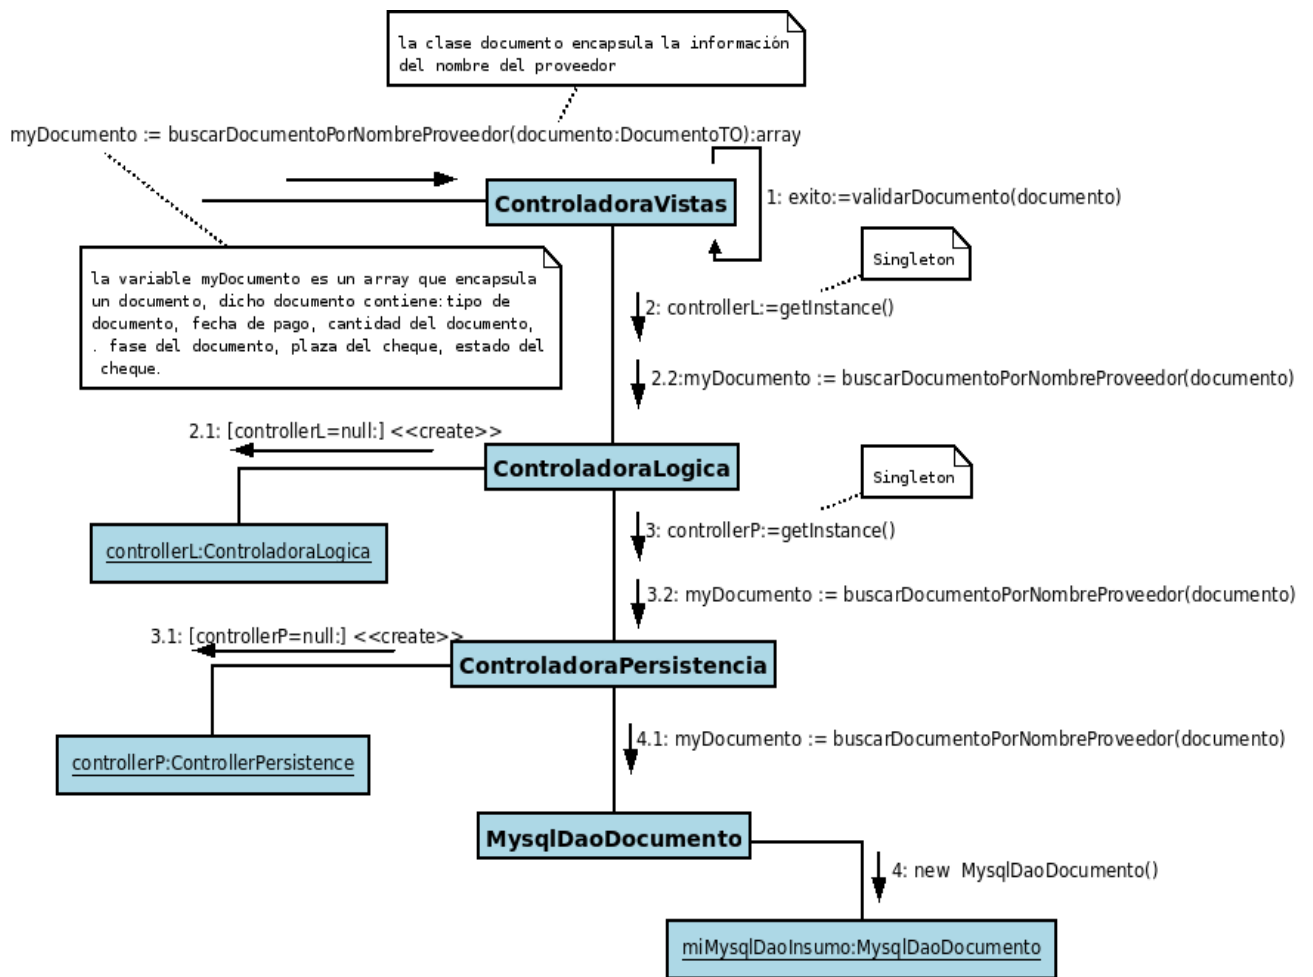 la clase documento encapsula la información
del nombre del proveedor
myDocumento := buscarDocumentoPorNombreProveedor(documento:DocumentoTO):array
ControladoraVistas
1: exito:=validarDocumento(documento)
Singleton
la variable myDocumento es un array que encapsula
un documento, dicho documento contiene:tipo de
documento, fecha de pago, cantidad del documento,
. fase del documento, plaza del cheque, estado del
cheque.
2: controllerL:=getInstance()
2.2:myDocumento := buscarDocumentoPorNombreProveedor(documento)
2.1: [controllerL=null:] <<create>>
ControladoraLogica
Singleton
3: controllerP:=getInstance()
controllerL:ControladoraLogica
3.2: myDocumento := buscarDocumentoPorNombreProveedor(documento)
3.1: [controllerP=null:] <<create>>
ControladoraPersistencia
4.1: myDocumento := buscarDocumentoPorNombreProveedor(documento)
controllerP:ControllerPersistence
MysqlDaoDocumento
4: new MysqlDaoDocumento()
miMysqlDaoInsumo:MysqlDaoDocumento